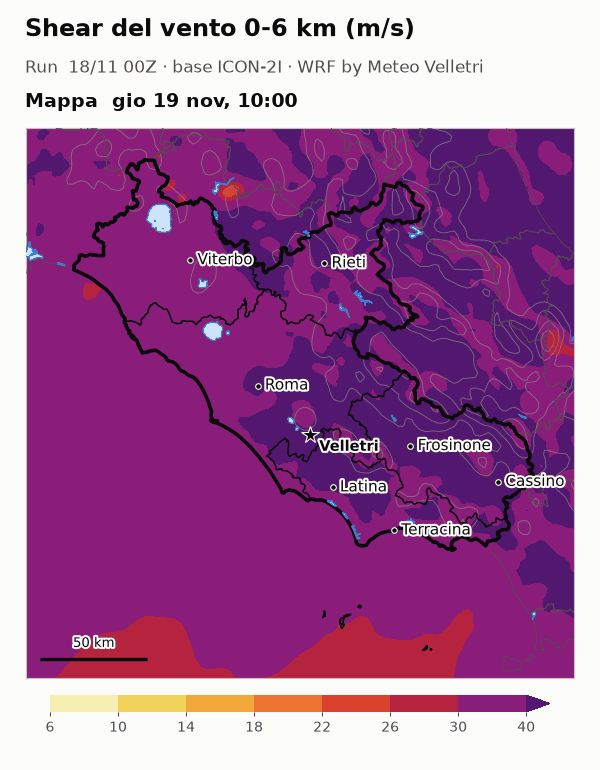 Shear del vento 0-6 km (m/s)
Run  18/11 00Z · base ICON-2I · WRF by Meteo Velletri
Mappa  gio 19 nov, 10:00
Viterbo
Rieti
Roma
Velletri
Frosinone
Cassino
Latina
Terracina
50 km
6 10 14 18 22 26 30 40